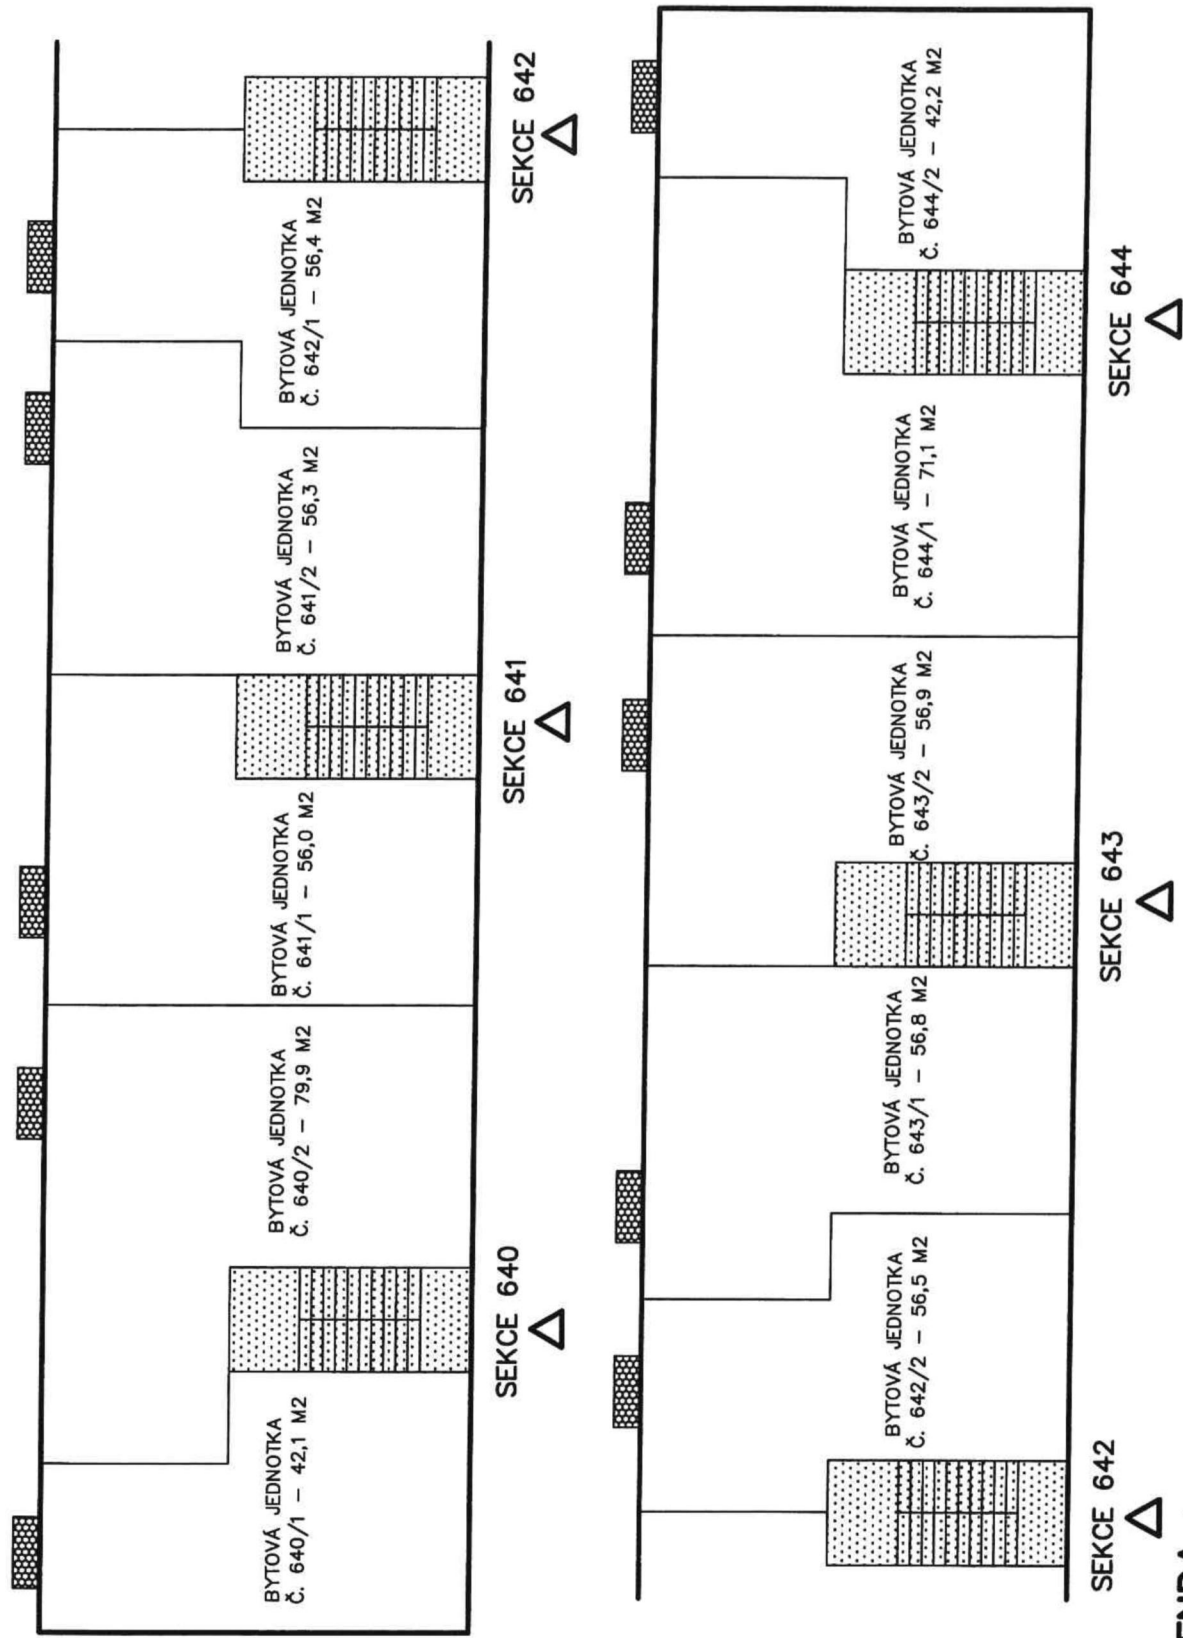 BYTOVÁ JEDNOTKA
Č. 640/1 – 42,1 M2
BYTOVÁ JEDNOTKA
Č. 640/2 – 79,9 M2
BYTOVÁ JEDNOTKA
Č. 641/1 – 56,0 M2
BYTOVÁ JEDNOTKA
Č. 641/2 – 56,3 M2
BYTOVÁ JEDNOTKA
Č. 642/1 – 56,4 M2
SEKCE 640
SEKCE 641
SEKCE 642
BYTOVÁ JEDNOTKA
Č. 642/2 – 56,5 M2
BYTOVÁ JEDNOTKA
Č. 643/1 – 56,8 M2
BYTOVÁ JEDNOTKA
Č. 643/2 – 56,9 M2
BYTOVÁ JEDNOTKA
Č. 644/1 – 71,1 M2
BYTOVÁ JEDNOTKA
Č. 644/2 – 42,2 M2
SEKCE 642
SEKCE 643
SEKCE 644